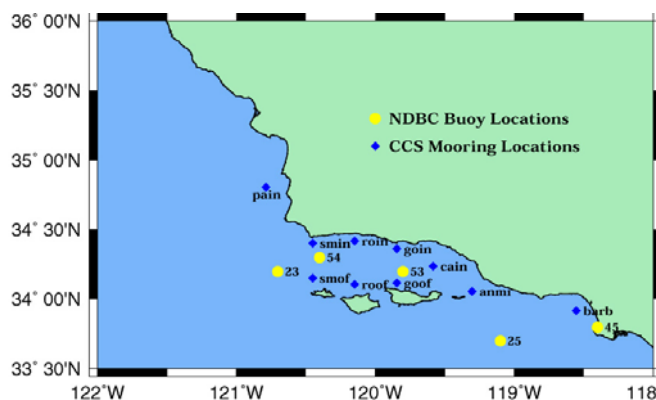 36° 00'N
35° 30'N
NDBC Buoy Locations
CCS Mooring Locations
35° 00'N
pain
34° 30'N
smin
roin
goin
54
cain
23
53
smof
roof
goof
anmi
34° 00'N
barb
45
25
33° 30'N
122°W
121°W
120°W
119°W
118